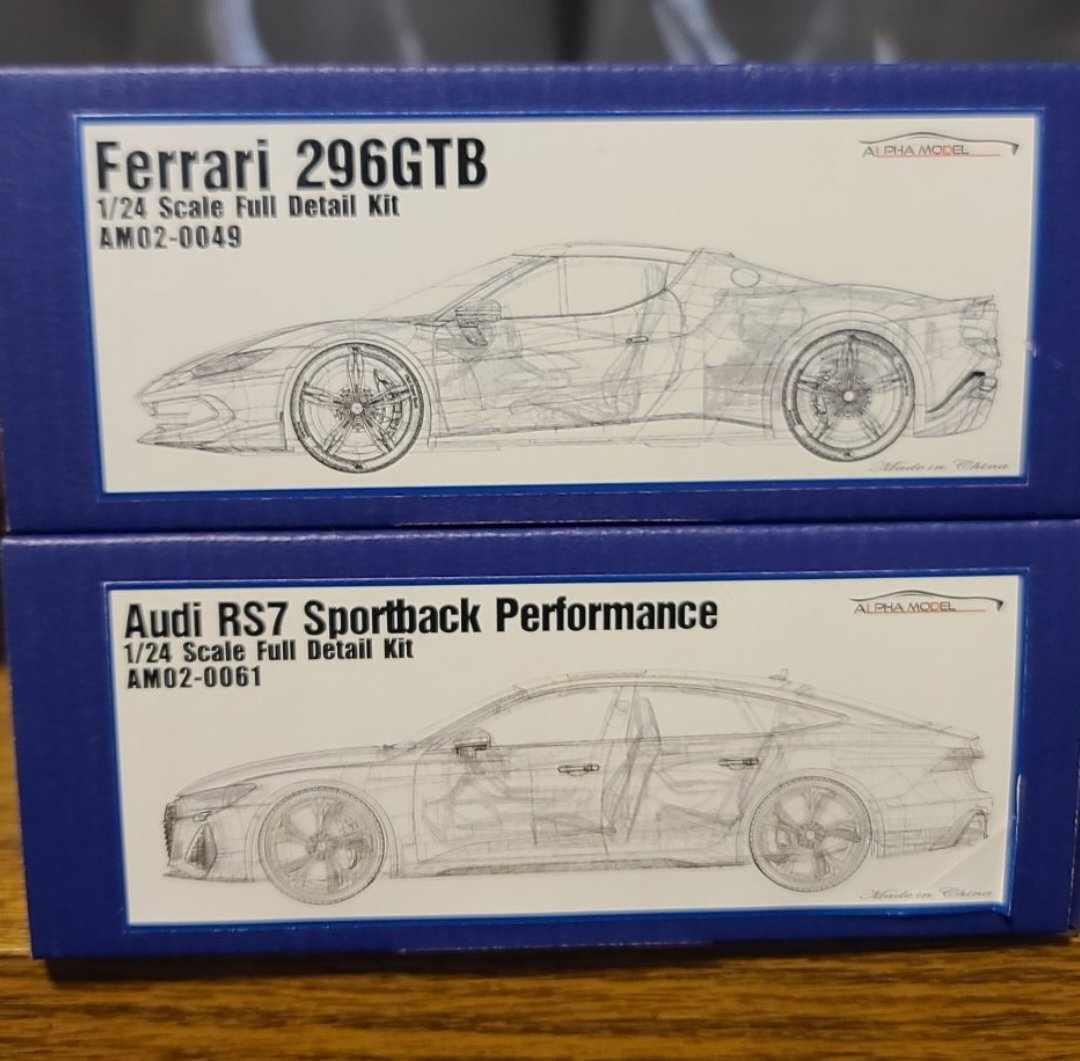 Ferrari 296GTB
ALPHA MODEL
1/24 Scale Full Detail Kit
AM02-0049
Made in China
Audi RS7 Sportback Performance
ALPHA MODEL
1/24 Scale Full Detail Kit
AM02-0061
Made in China